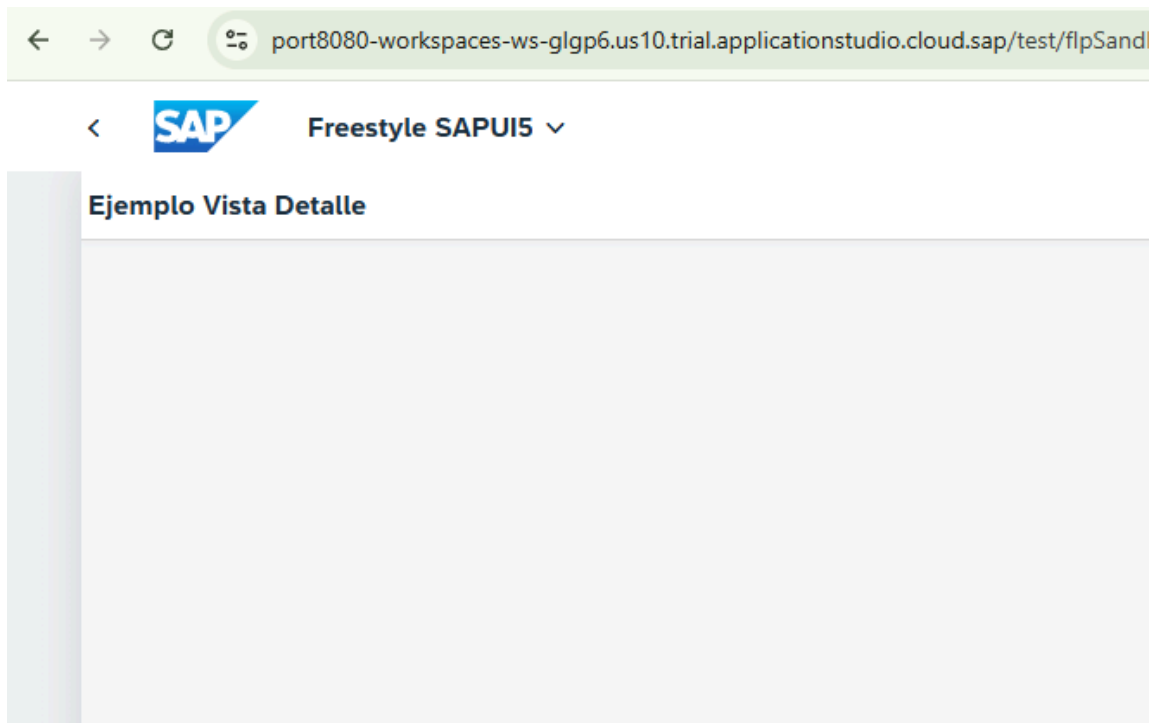 port8080-workspaces-ws-glgp6.us10.trial.applicationstudio.cloud.sap/test/flpSand
SAP Freestyle SAPUI5
Ejemplo Vista Detalle